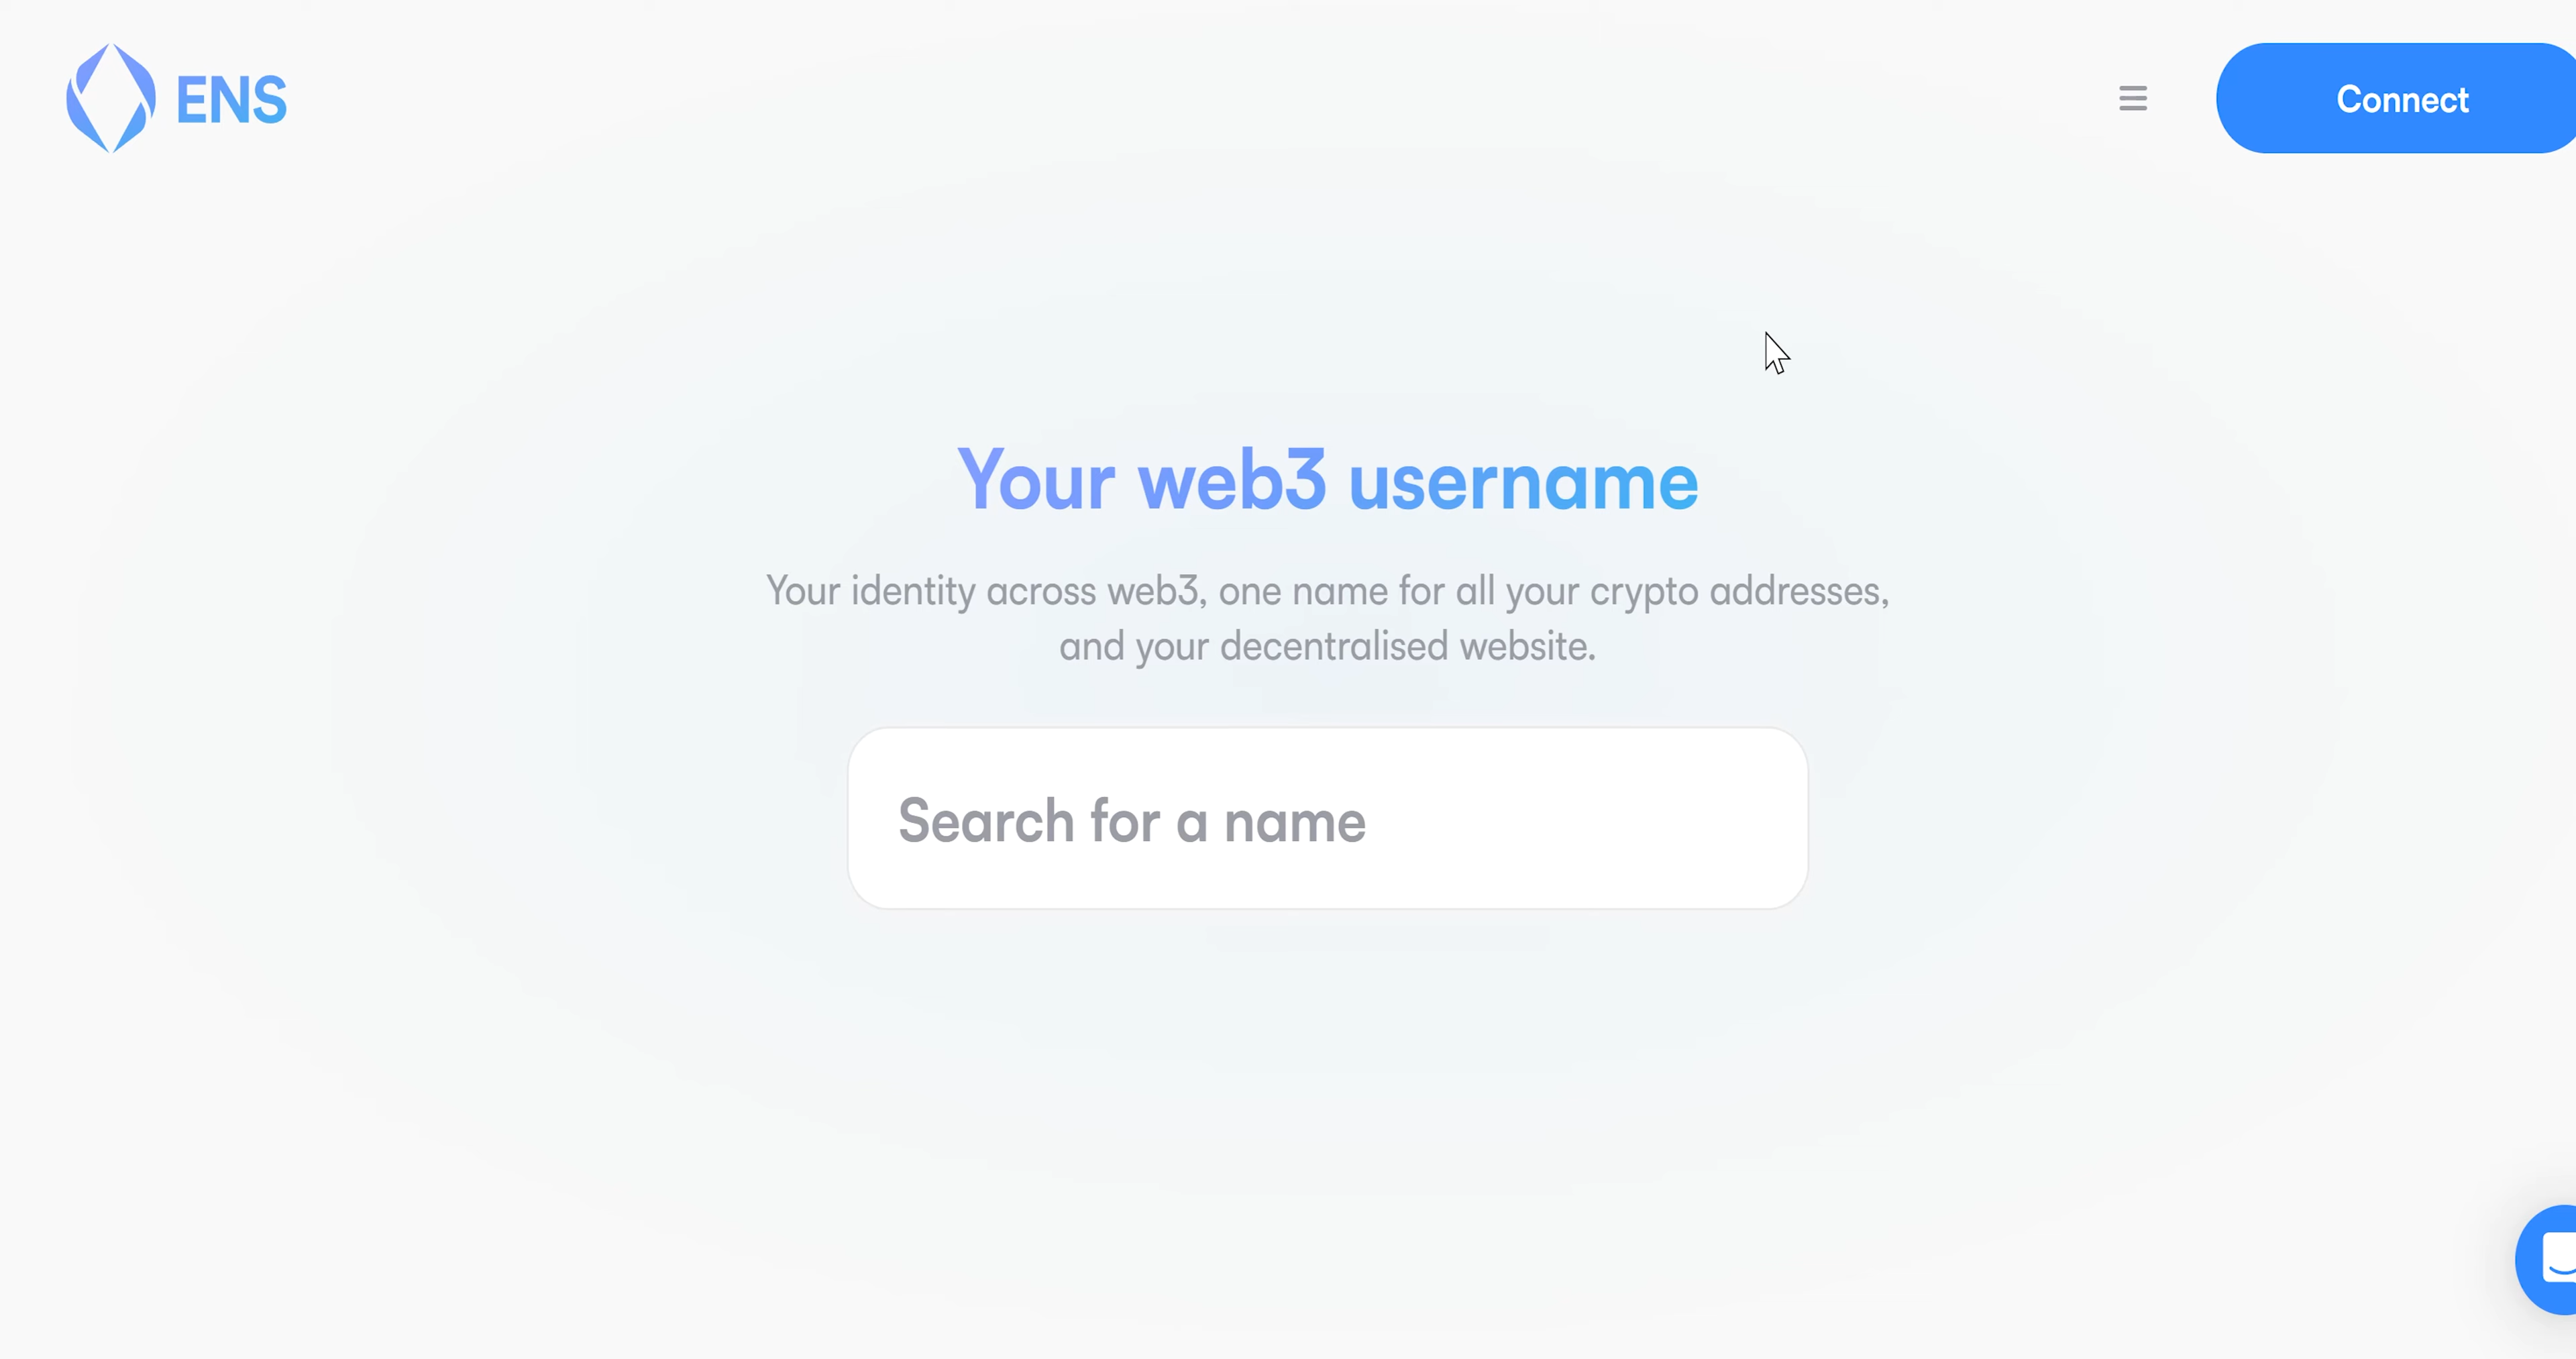 ENS
Connect
Your web3 username
Your identity across web3, one name for all your crypto addresses,
and your decentralised website.
Search for a name